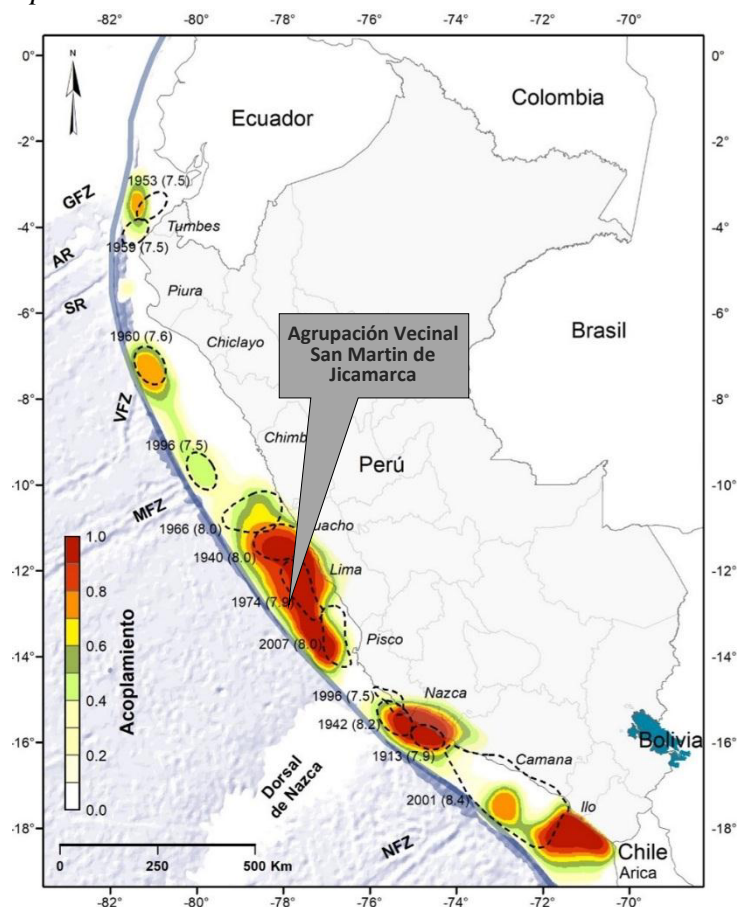 -82° -80° -78° -76° -74° -72° -70°
N
0° 0°
Colombia
Ecuador
-2° -2°
1953 (7.5)
GFZ
-4° -4°
Tumbes
1959 (7.5)
AR
Piura
-6° -6°
SR
1960 (7.6)
Brasil
Chiclayo
Agrupación Vecinal
San Martin de
Jicamarca
-8° -8°
VFZ
1996 (7.5)
Chimb
Perú
-10° -10°
MFZ
1966 (8.0)
uacho
1.0
1940 (8.0)
Lima
-12° -12°
0.8
1974 (7.9
Acoplamiento
0.6
2007 (8.0)
Pisco
-14° -14°
0.4
1996 (7.5)
Nazca
1942 (8.2)
0.2
-16° -16°
Bolivia
1913 (7.9)
Camana
Dorsal
de Nazca
0.0
2001 (8.4)
Ilo
-18° -18°
NFZ
Chile
0 250 500 Km
Arica
-82 -80° -78° -76° -74° -72° -70°